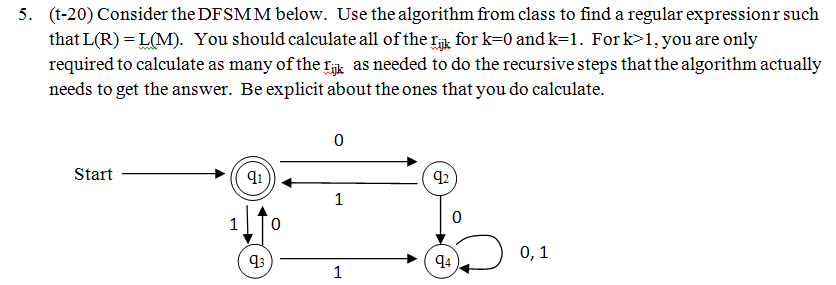 5. (t-20) Consider the DFSM M below. Use the algorithm from class to find a regular expression r such
that L(R) = L(M). You should calculate all of the rijk for k=0 and k=1. For k>1, you are only
required to calculate as many of the rijk as needed to do the recursive steps that the algorithm actually
needs to get the answer. Be explicit about the ones that you do calculate.
0
Start
q1
q2
1
1
0
0
q3
q4
0, 1
1